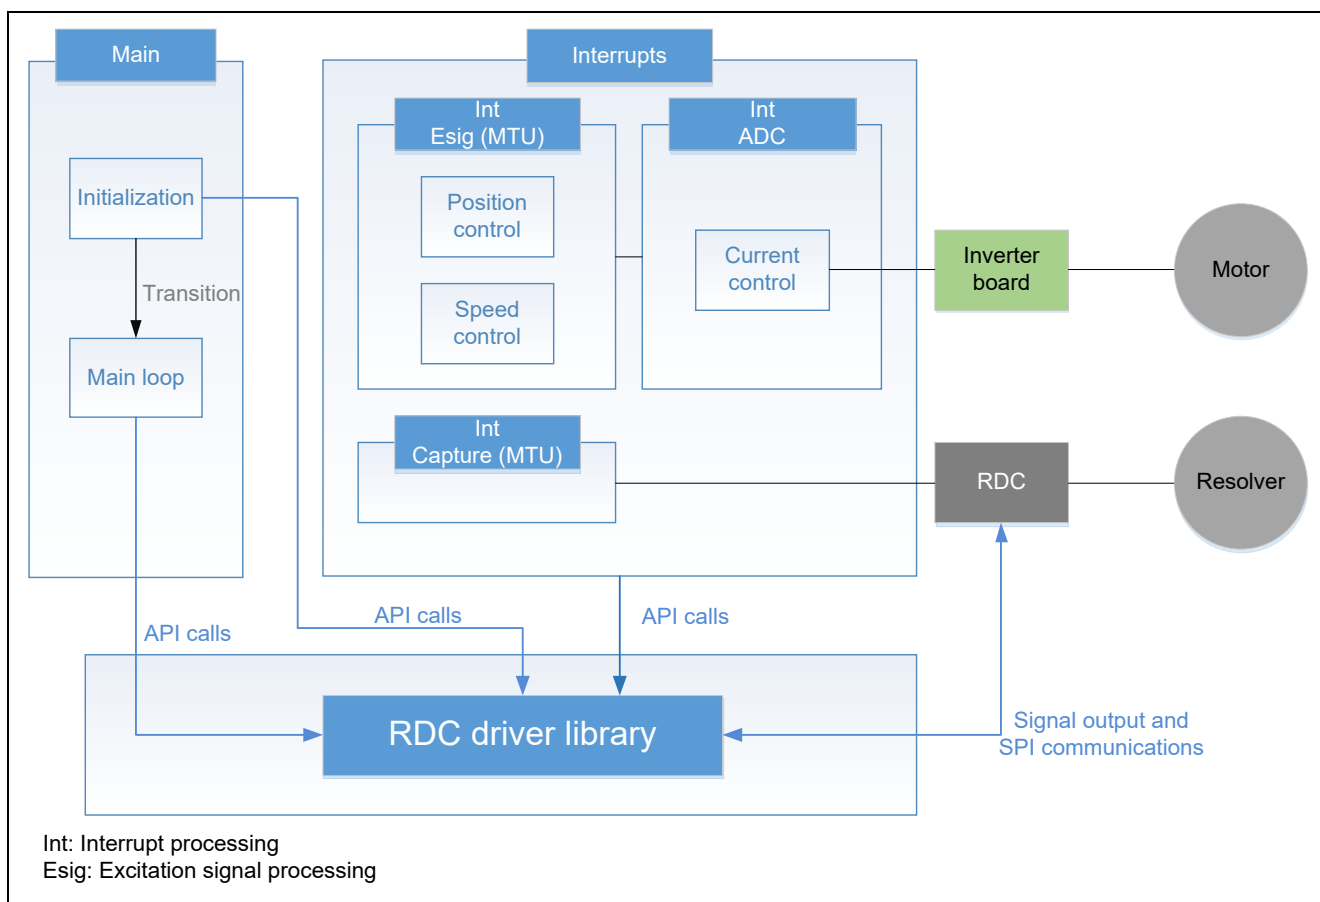 Main
Interrupts
Int
Esig (MTU)
Int
ADC
Initialization
Position
control
Current
control
Inverter
board
Motor
Transition
Speed
control
Main loop
Int
Capture (MTU)
RDC
Resolver
API calls
API calls
API calls
RDC driver library
Signal output and
SPI communications
Int: Interrupt processing
Esig: Excitation signal processing